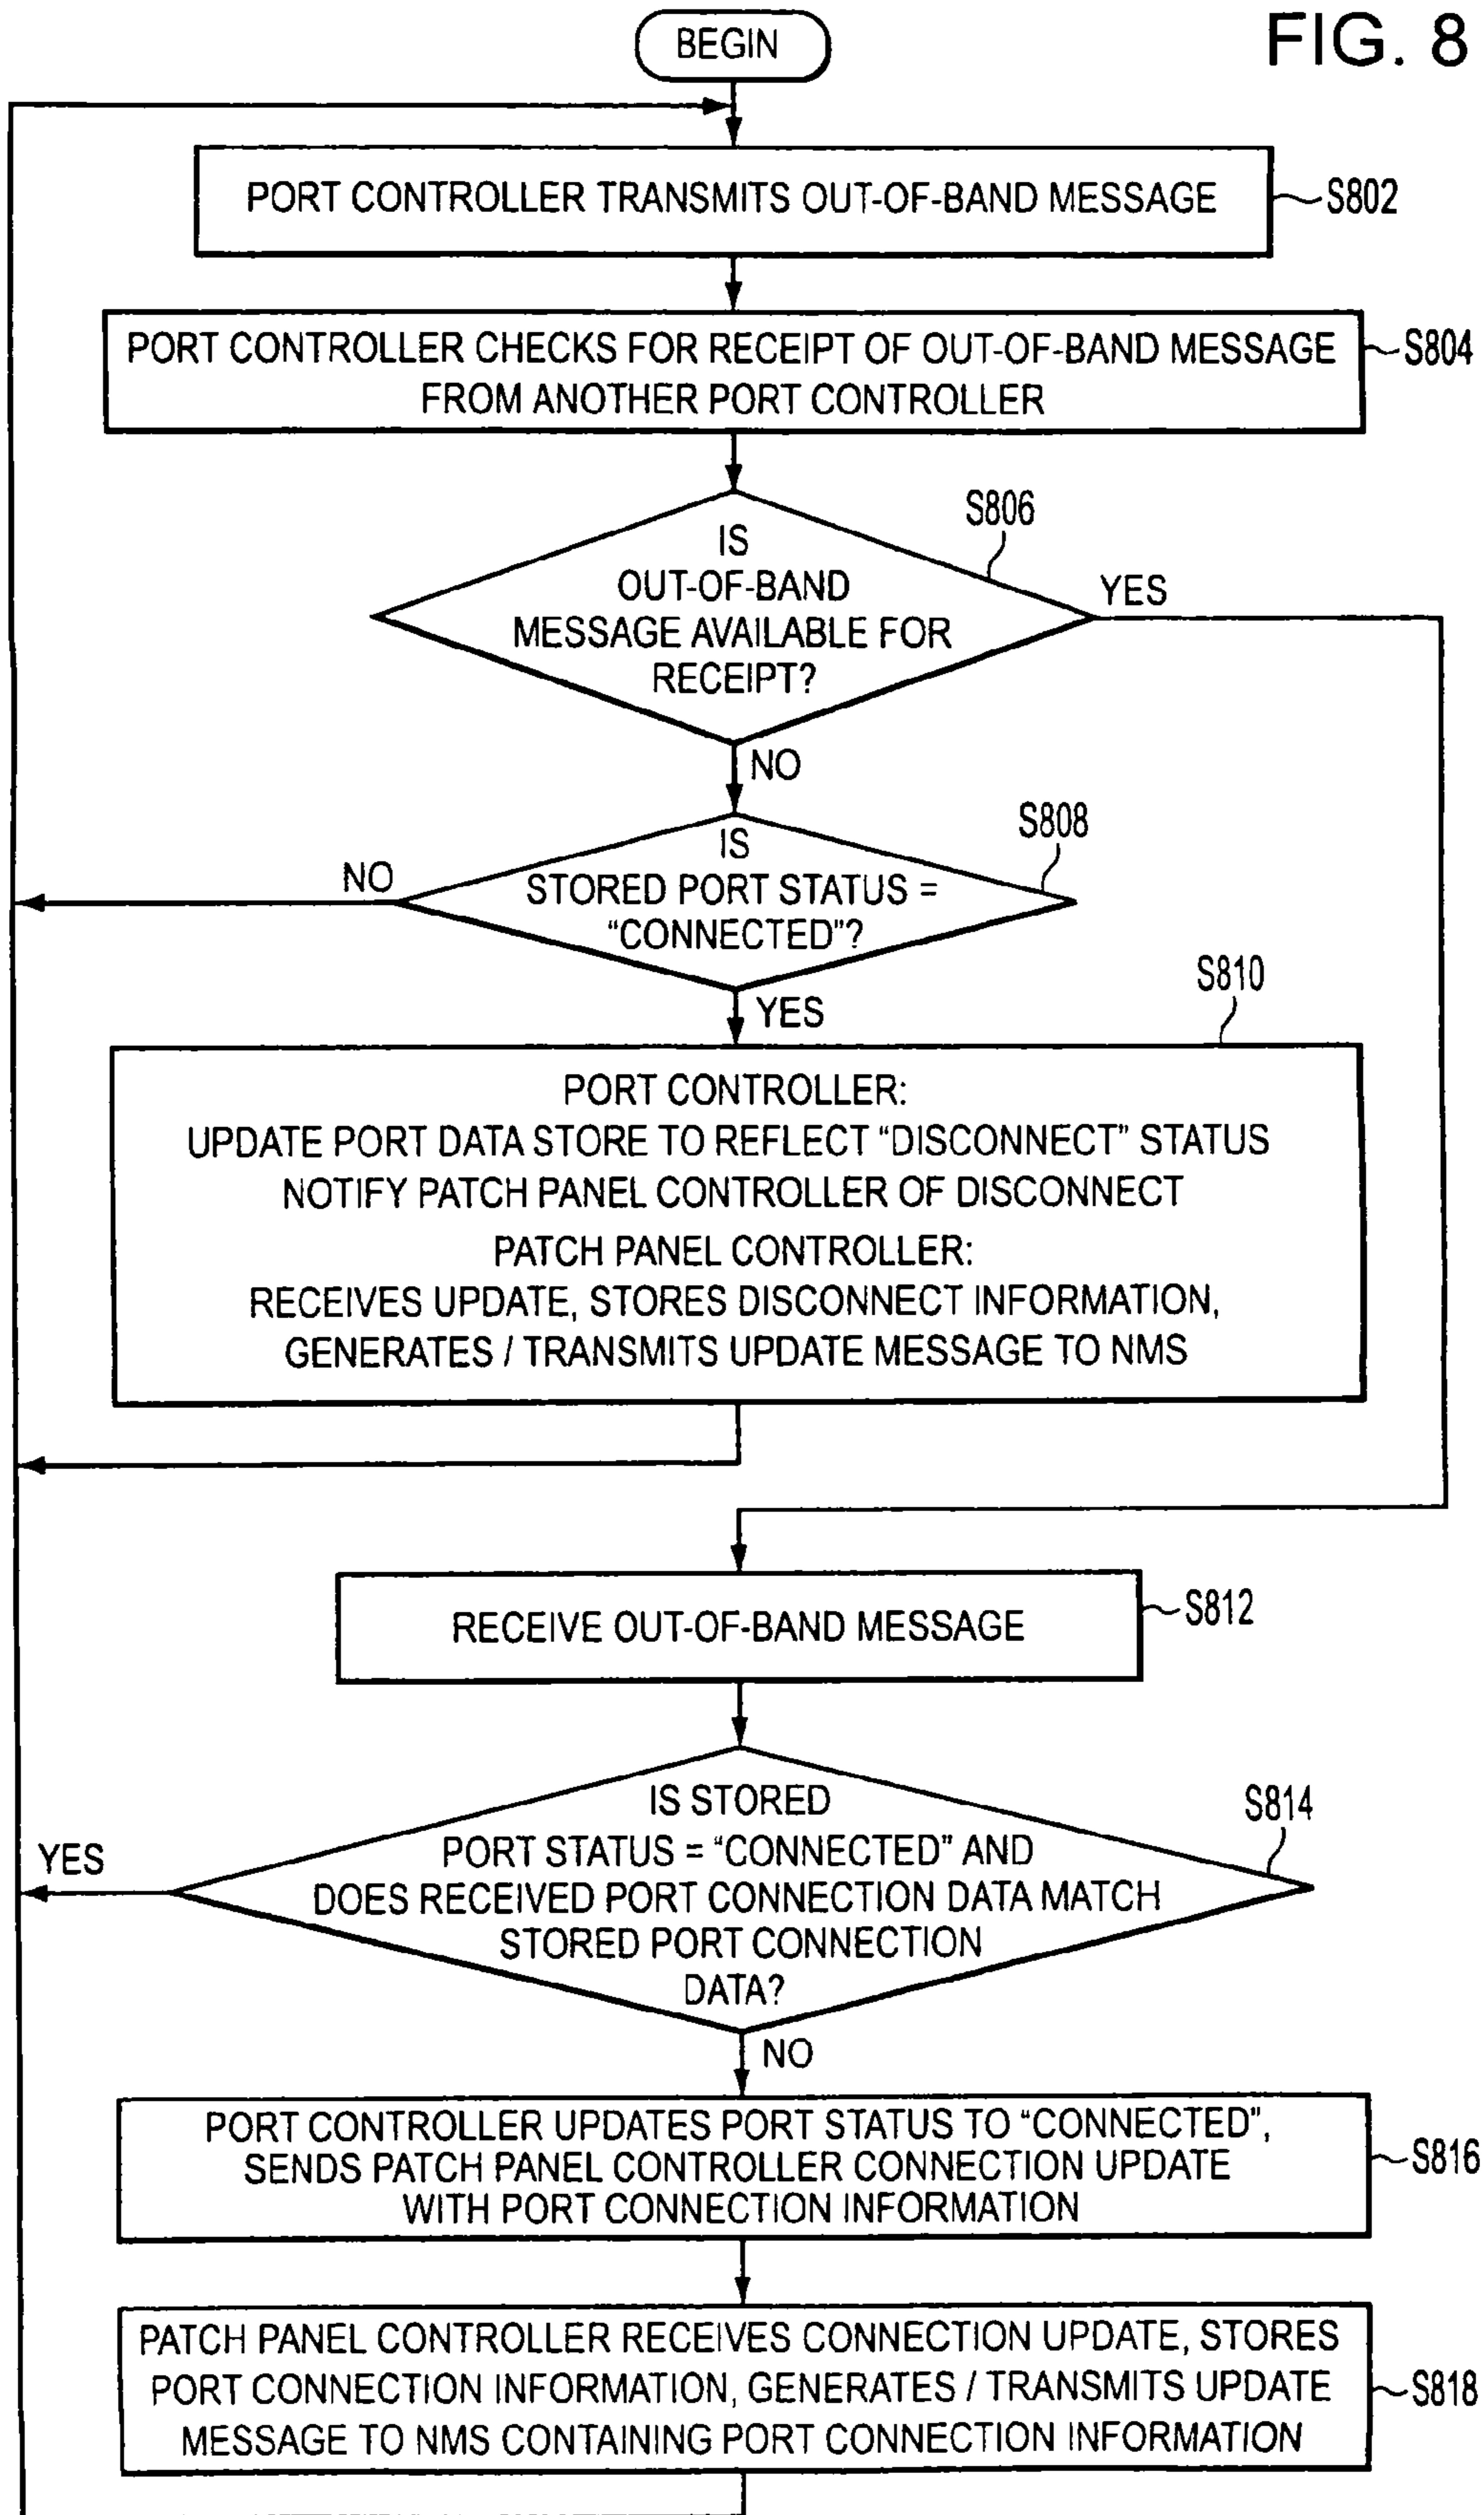 FIG. 8
BEGIN
PORT CONTROLLER TRANSMITS OUT-OF-BAND MESSAGE
S802
PORT CONTROLLER CHECKS FOR RECEIPT OF OUT-OF-BAND MESSAGE
FROM ANOTHER PORT CONTROLLER
S804
S806
IS
OUT-OF-BAND
MESSAGE AVAILABLE FOR
RECEIPT?
YES
NO
S808
IS
STORED PORT STATUS =
“CONNECTED”?
NO
YES
S810
PORT CONTROLLER:
UPDATE PORT DATA STORE TO REFLECT “DISCONNECT” STATUS
NOTIFY PATCH PANEL CONTROLLER OF DISCONNECT
PATCH PANEL CONTROLLER:
RECEIVES UPDATE, STORES DISCONNECT INFORMATION,
GENERATES / TRANSMITS UPDATE MESSAGE TO NMS
RECEIVE OUT-OF-BAND MESSAGE
S812
S814
IS STORED
PORT STATUS = “CONNECTED” AND
DOES RECEIVED PORT CONNECTION DATA MATCH
STORED PORT CONNECTION
DATA?
YES
NO
PORT CONTROLLER UPDATES PORT STATUS TO “CONNECTED”,
SENDS PATCH PANEL CONTROLLER CONNECTION UPDATE
WITH PORT CONNECTION INFORMATION
S816
PATCH PANEL CONTROLLER RECEIVES CONNECTION UPDATE, STORES
PORT CONNECTION INFORMATION, GENERATES / TRANSMITS UPDATE
MESSAGE TO NMS CONTAINING PORT CONNECTION INFORMATION
S818